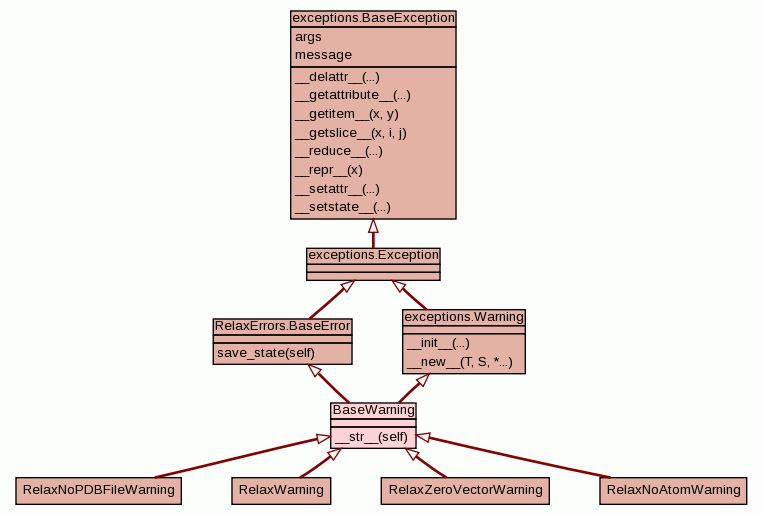 exceptions.BaseException
args
message
__delattr__(...)
__getattribute__(...)
__getitem__(x, y)
__getslice__(x, i, j)
__reduce__(...)
__repr__(x)
__setattr__(...)
__setstate__(...)
exceptions.Exception
RelaxErrors.BaseError
save_state(self)
exceptions.Warning
__init__(...)
__new__(T, S, *...)
BaseWarning
__str__(self)
RelaxNoPDBFileWarning
RelaxWarning
RelaxZeroVectorWarning
RelaxNoAtomWarning